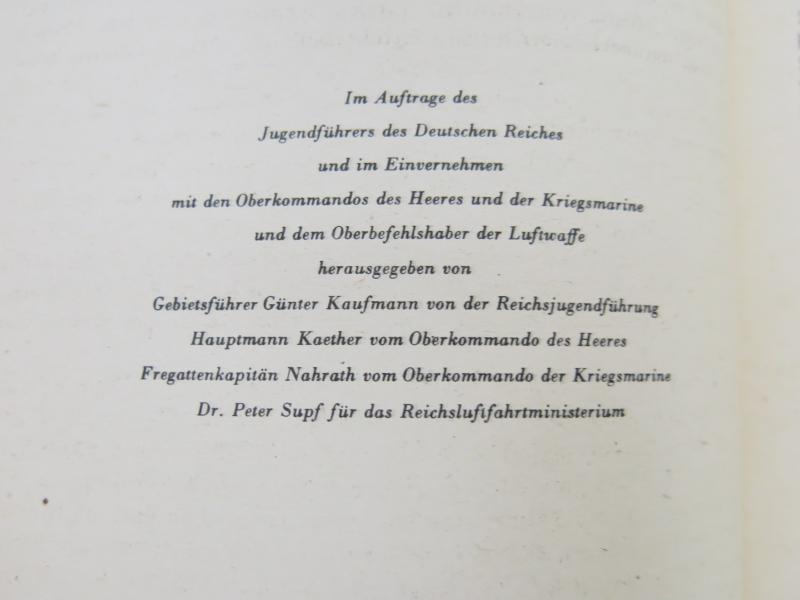 Im Auftrage des
Jugendführers des Deutschen Reiches
und im Einvernehmen
mit den Oberkommandos des Heeres und der Kriegsmarine
und dem Oberbefehlshaber der Luftwaffe
herausgegeben von
Gebietsführer Günter Kaufmann von der Reichsjugendführung
Hauptmann Kaether vom Oberkommando des Heeres
Fregattenkapitän Nahrath vom Oberkommando der Kriegsmarine
Dr. Peter Supf für das Reichsluftfahrtministerium